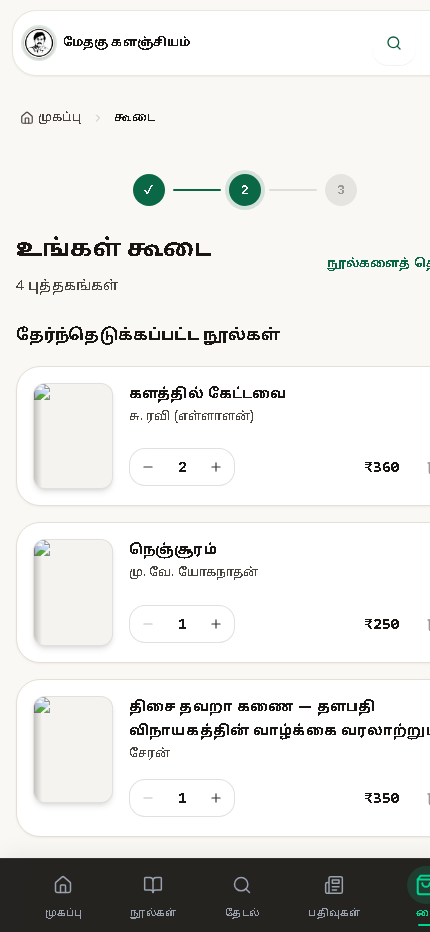 மேதகு களஞ்சியம்
முகப்பு
கூடை
✓ 2 3
உங்கள் கூடை
நூல்களைத்
4 புத்தகங்கள்
தேர்ந்தெடுக்கப்பட்ட நூல்கள்
களத்தில் கேட்டவை
சு. ரவி (எள்ளாளன்)
− 2 + ₹360
நெஞ்சூரம்
மு. வே. யோகநாதன்
− 1 + ₹250
திசை தவறா கணை — தளபதி
விநாயகத்தின் வாழ்க்கை
சேரன்
− 1 + ₹350
முகப்பு நூல்கள் தேடல் பதிவுகள்